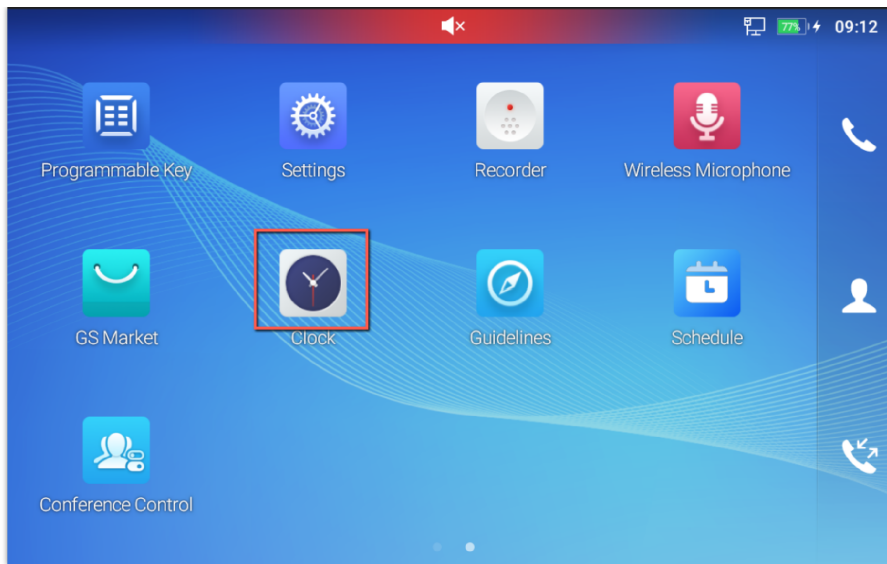 77% 09:12
Programmable Key Settings Recorder Wireless Microphone
GS Market Clock Guidelines Schedule
Conference Control